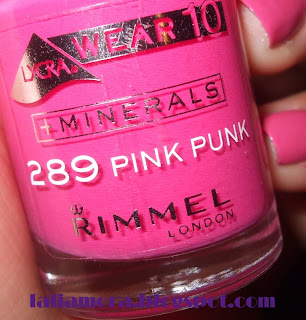 LYCRA WEAR 10
+MINERALS
289 PINK PUNK
RIMMEL
LONDON